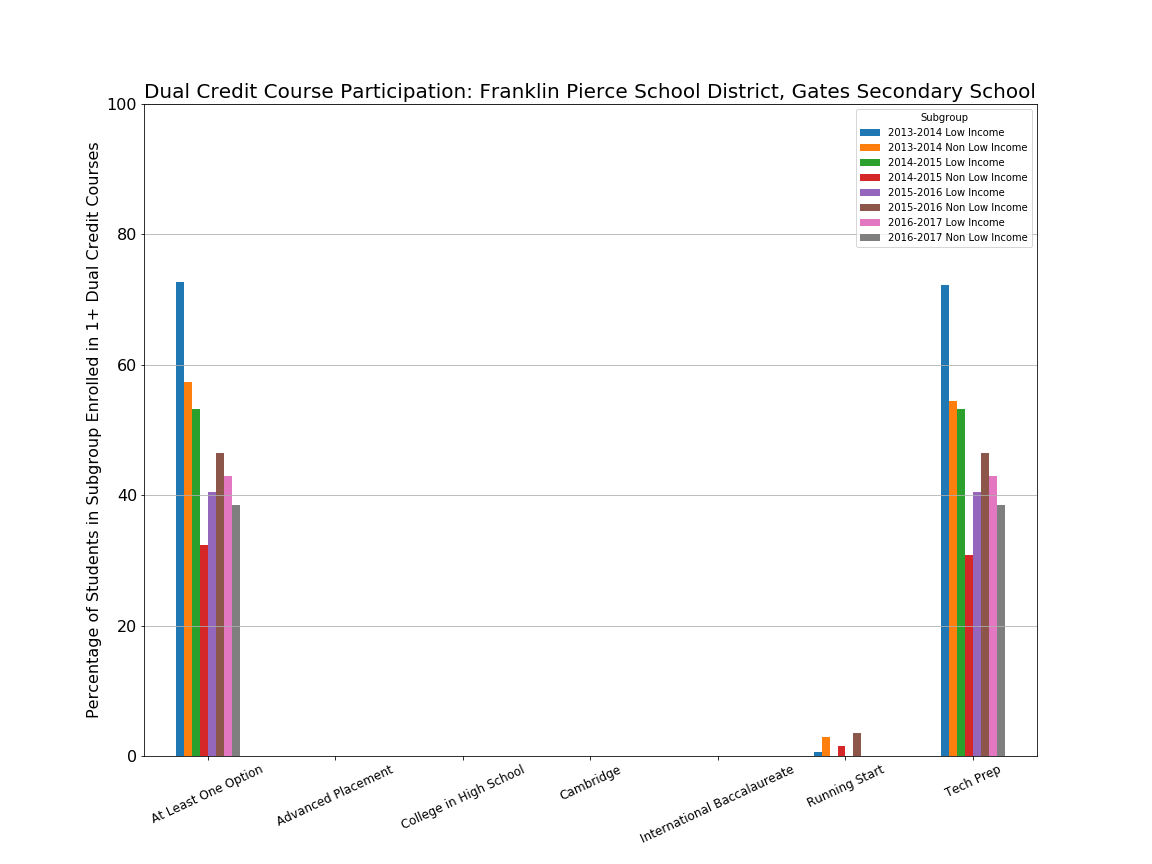 Dual Credit Course Participation: Franklin Pierce School District, Gates Secondary School
Percentage of Students in Subgroup Enrolled in 1+ Dual Credit Courses
100
80
60
40
20
0
Subgroup
2013-2014 Low Income
2013-2014 Non Low Income
2014-2015 Low Income
2014-2015 Non Low Income
2015-2016 Low Income
2015-2016 Non Low Income
2016-2017 Low Income
2016-2017 Non Low Income
At Least One Option
Advanced Placement
College in High School
Cambridge
International Baccalaureate
Running Start
Tech Prep